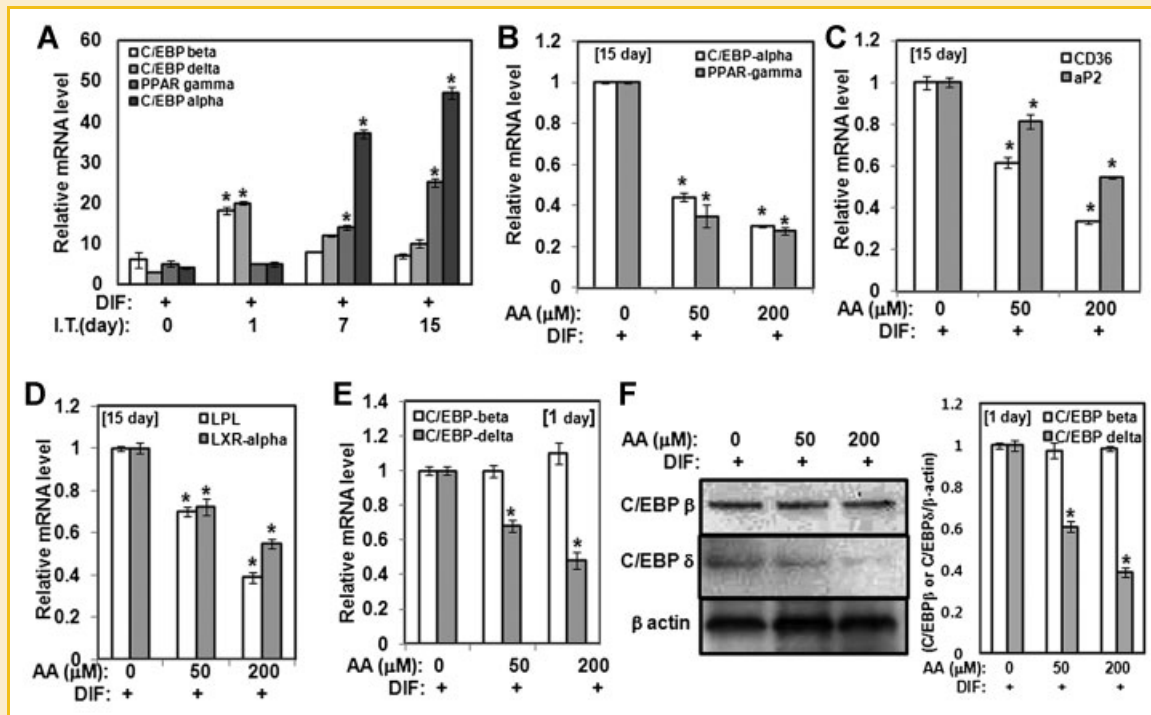 A
Relative mRNA level
60
50
40
30
20
10
0
C/EBP beta
C/EBP delta
PPAR gamma
C/EBP alpha
* * * * * *
DIF: + + + +
I.T.(day) 0 1 7 15
B
Relative mRNA level
1.2
1
0.8
0.6
0.4
0.2
0
[15 day]
C/EBP-alpha
PPAR-gamma
* * * *
AA (μM): 0 50 200
DIF: + + +
C
Relative mRNA level
1.2
1
0.8
0.6
0.4
0.2
0
[15 day]
CD36
aP2
* * * *
AA (μM): 0 50 200
DIF: + + +
D
Relative mRNA level
1.2
1
0.8
0.6
0.4
0.2
0
[15 day]
LPL
LXR-alpha
* * * *
AA (μM): 0 50 200
DIF: + + +
E
Relative mRNA level
1.4
1.2
1
0.8
0.6
0.4
0.2
0
C/EBP-beta
C/EBP-delta
[1 day]
* *
AA (μM): 0 50 200
DIF: + + +
F
AA (μM): 0 50 200
DIF: + + +
C/EBP β
C/EBP δ
β actin
(C/EBPβ or C/EBPδ/β-actin)
1.2
1
0.8
0.6
0.4
0.2
0
[1 day]
C/EBP beta
C/EBP delta
* *
AA (μM): 0 50 200
DIF: + + +